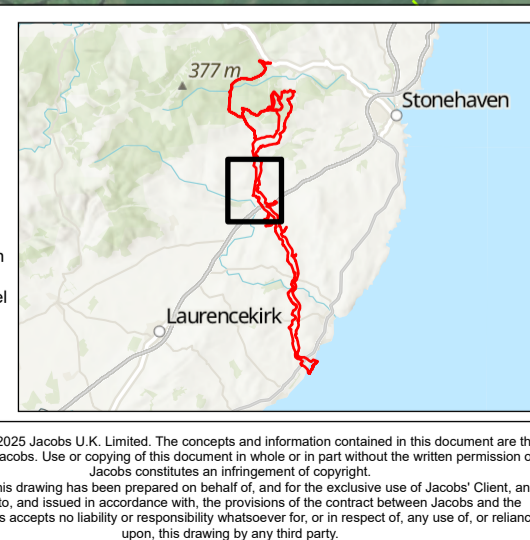 377 m
Stonehaven
Laurencekirk
2025 Jacobs U.K. Limited. The concepts and information contained in this document are
Jacobs. Use or copying of this document in whole or in part without the written permission
Jacobs constitutes an infringement of copyright.
his drawing has been prepared on behalf of, and for the exclusive use of Jacobs' Client,
to, and issued in accordance with, the provisions of the contract between Jacobs and the
s accepts no liability or responsibility whatsoever for, or in respect of, any use of, or
upon, this drawing by any third party.